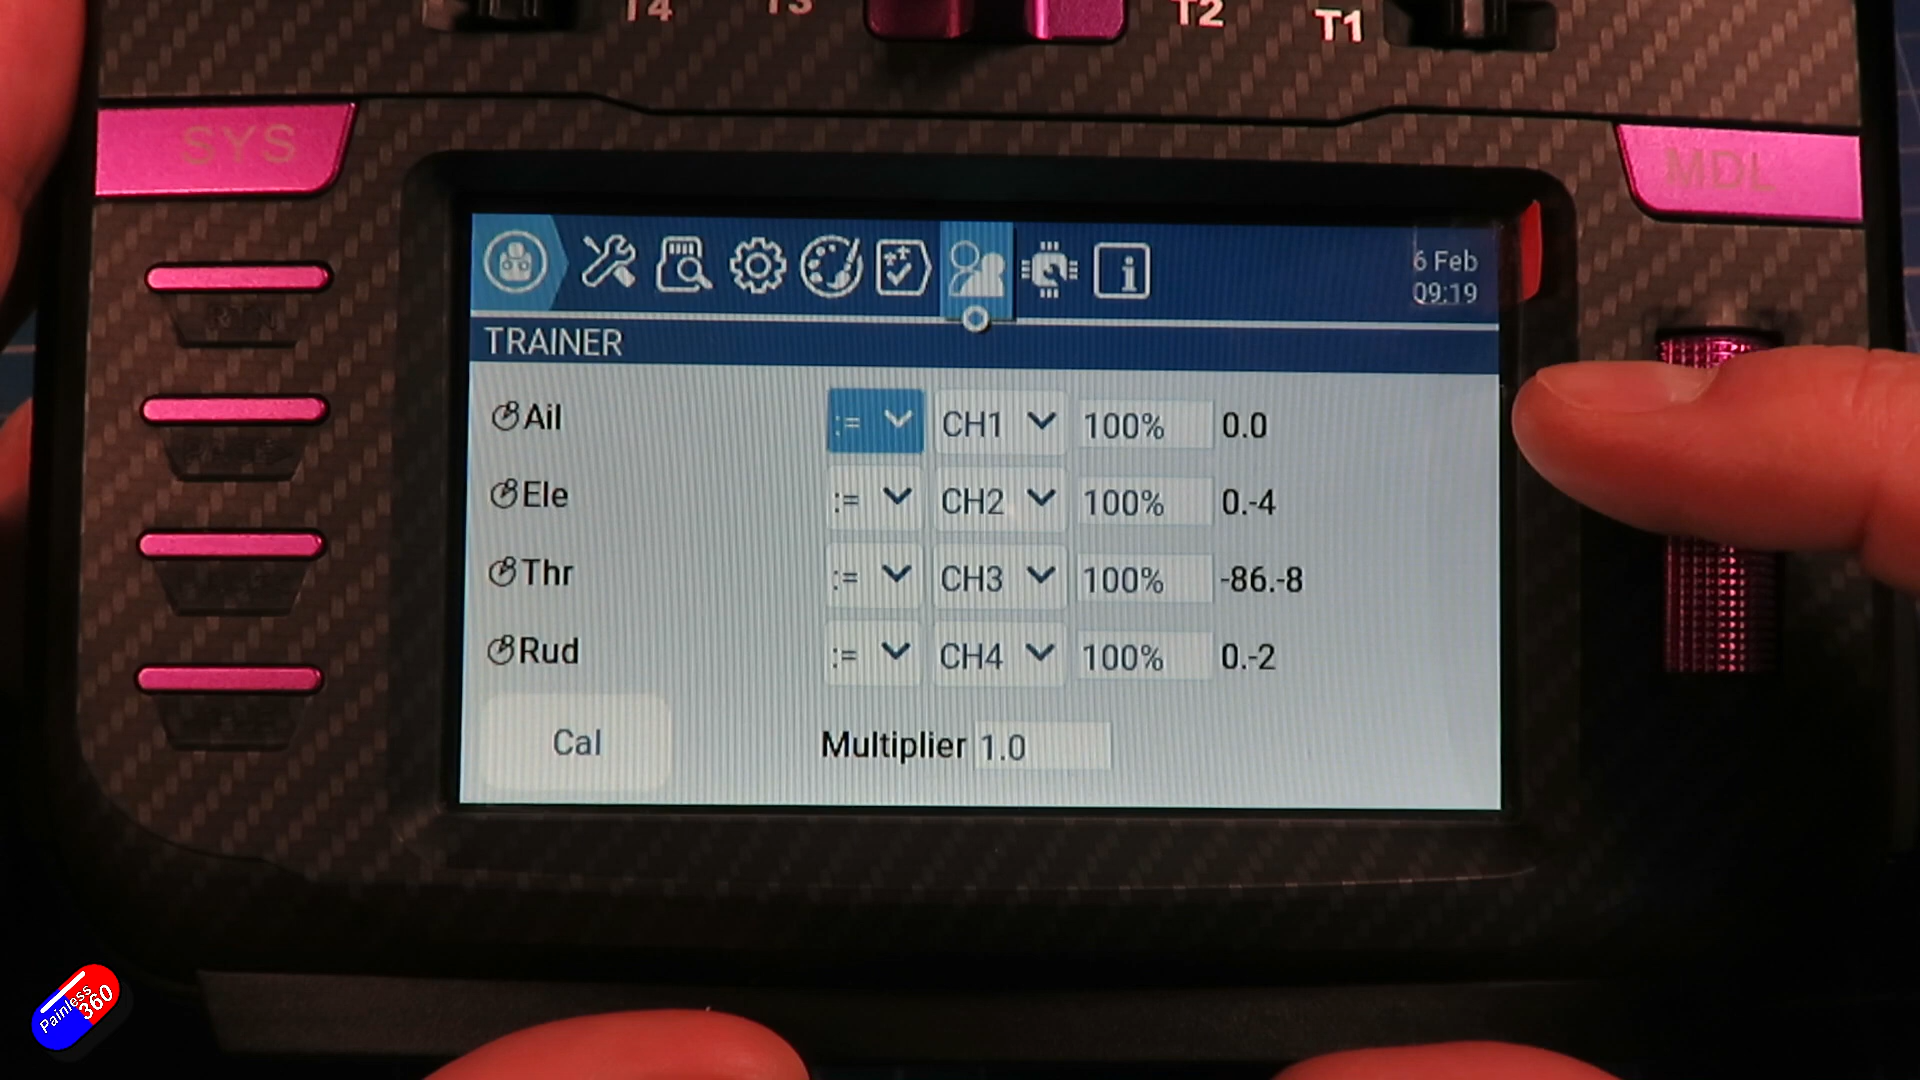 T4 T3 T2 T1
SYS
MDL
6 Feb
09:19
TRAINER
Ail := CH1 100% 0.0
Ele := CH2 100% 0.-4
Thr := CH3 100% -86.-8
Rud := CH4 100% 0.-2
Cal Multiplier 1.0
Painless
360